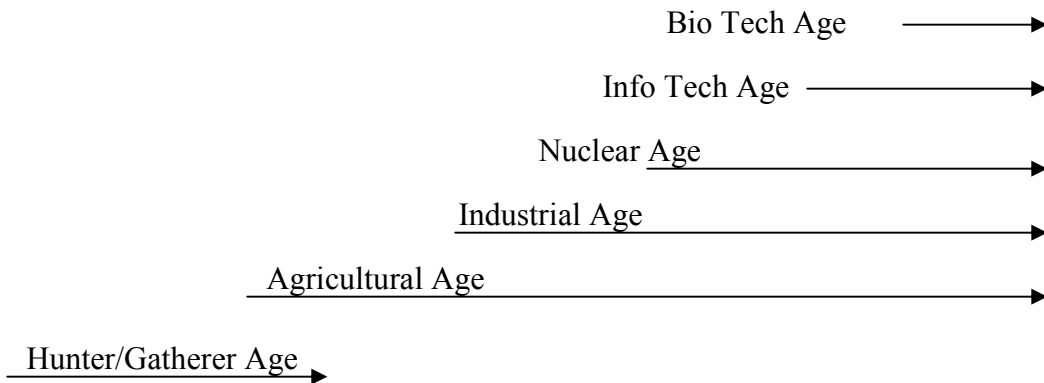 Bio Tech Age
Info Tech Age
Nuclear Age
Industrial Age
Agricultural Age
Hunter/Gatherer Age